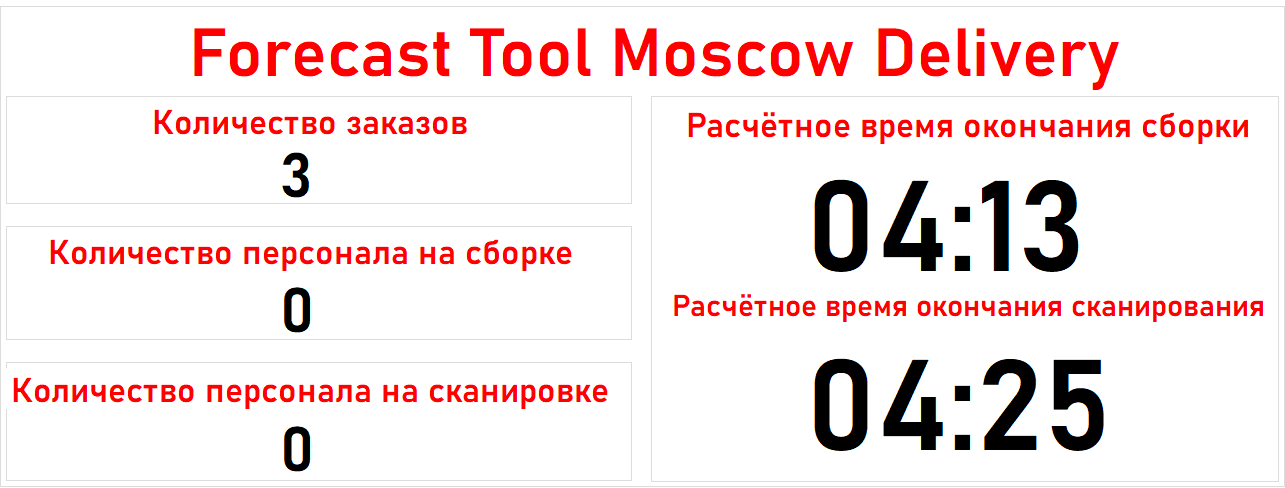 Forecast Tool Moscow Delivery
Количество заказов
3
Количество персонала на сборке
0
Количество персонала на сканировке
0
Расчётное время окончания сборки
04:13
Расчётное время окончания сканирования
04:25